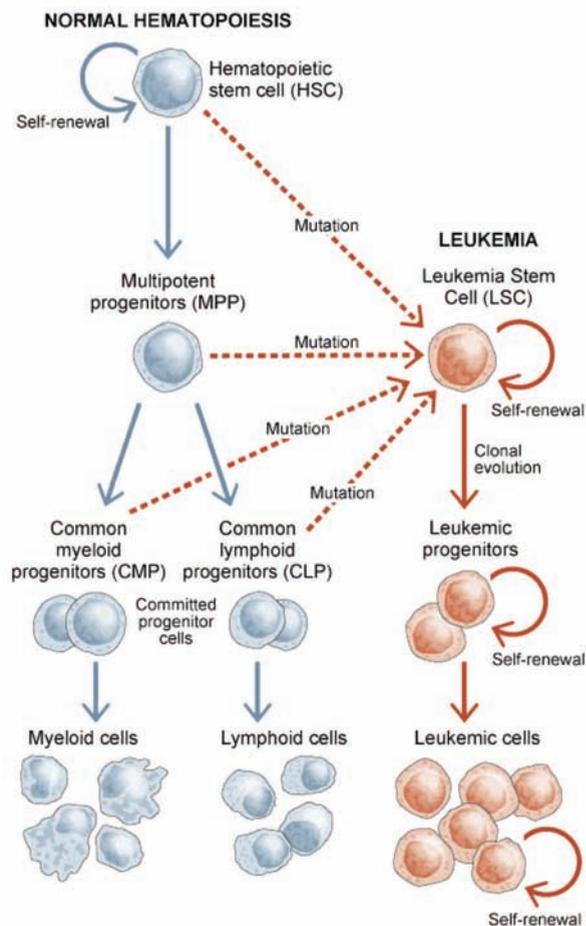 NORMAL HEMATOPOIESIS
Hematopoietic
stem cell (HSC)
Self-renewal
Mutation
LEUKEMIA
Multipotent
progenitors (MPP)
Leukemia Stem
Cell (LSC)
Mutation
Self-renewal
Mutation
Clonal
evolution
Mutation
Common
myeloid
progenitors (CMP)
Common
lymphoid
progenitors (CLP)
Leukemic
progenitors
Committed
progenitor
cells
Self-renewal
Myeloid cells
Lymphoid cells
Leukemic cells
Self-renewal